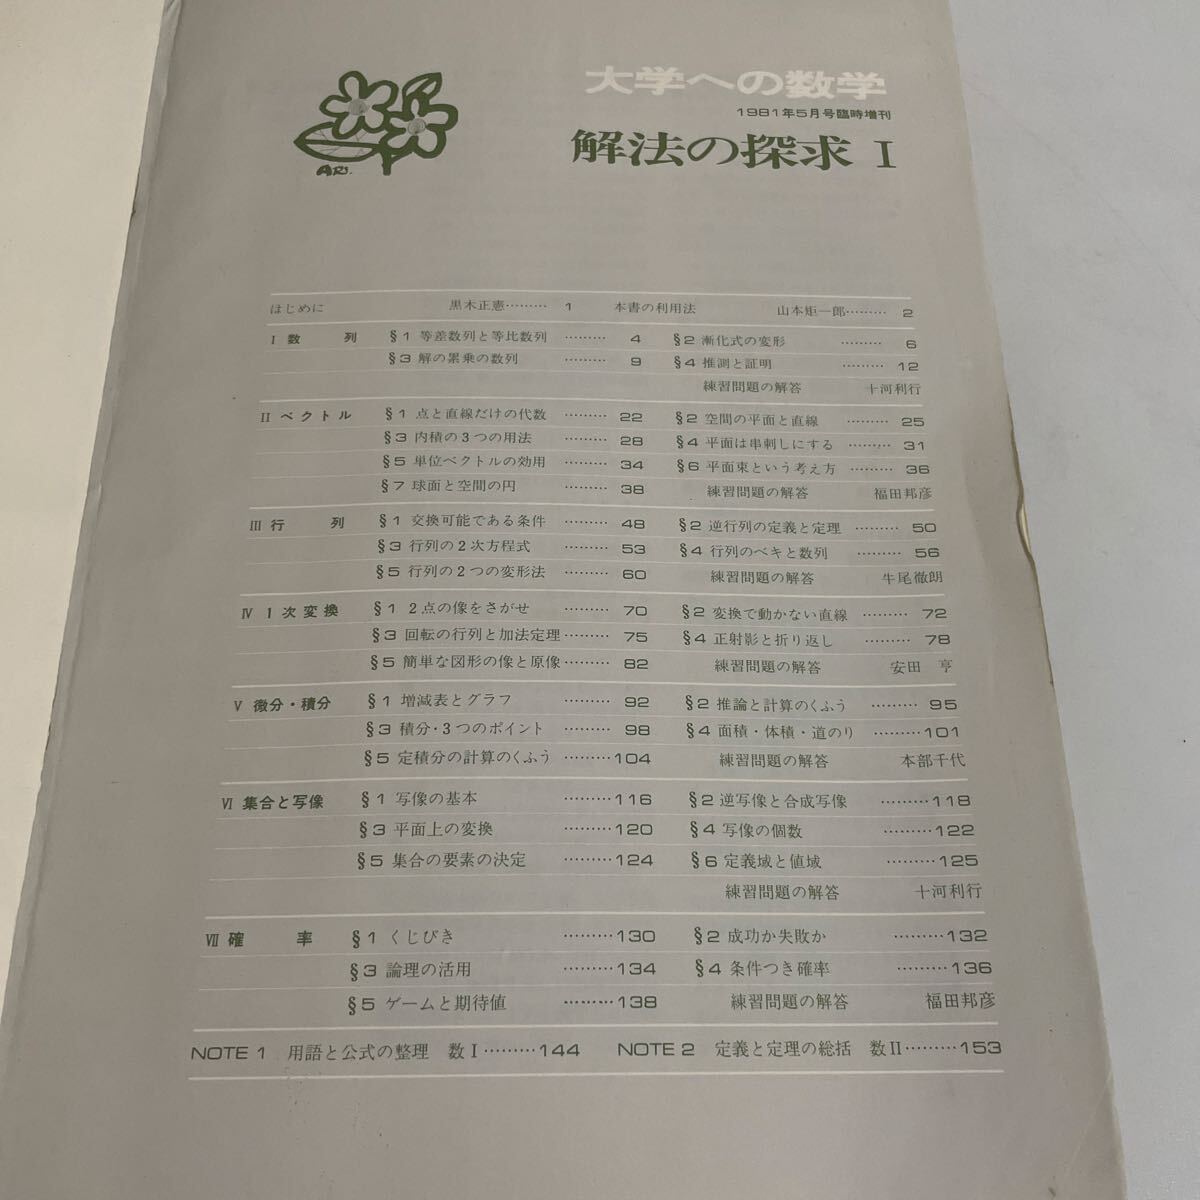 大学への数学
1981年5月号臨時増刊
解法の探求 I
ARI.
はじめに 黒木正憲……… 1 本書の利用法 山本矩一郎……… 2
I 数 列 §1 等差数列と等比数列 ……… 4 §2 漸化式の変形 ……… 6
§3 解の累乗の数列 ……… 9 §4 推測と証明 ……… 12
練習問題の解答 十河利行
II ベクトル §1 点と直線だけの代数 ……… 22 §2 空間の平面と直線 ……… 25
§3 内積の3つの用法 ……… 28 §4 平面は串刺しにする ……… 31
§5 単位ベクトルの効用 ……… 34 §6 平面束という考え方 ……… 36
§7 球面と空間の円 ……… 38 練習問題の解答 福田邦彦
III 行 列 §1 交換可能である条件 ……… 48 §2 逆行列の定義と定理 ……… 50
§3 行列の2次方程式 ……… 53 §4 行列のベキと数列 ……… 56
§5 行列の2つの変形法 ……… 60 練習問題の解答 牛尾徹朗
IV 1次変換 §1 2点の像をさがせ ……… 70 §2 変換で動かない直線 ……… 72
§3 回転の行列と加法定理……… 75 §4 正射影と折り返し ……… 78
§5 簡単な図形の像と原像……… 82 練習問題の解答 安田 亨
V 微分・積分 §1 増減表とグラフ ……… 92 §2 推論と計算のくふう ……… 95
§3 積分・3つのポイント ……… 98 §4 面積・体積・道のり ………101
§5 定積分の計算のくふう ………104 練習問題の解答 本部千代
VI 集合と写像 §1 写像の基本 ………116 §2 逆写像と合成写像 ………118
§3 平面上の変換 ………120 §4 写像の個数 ………122
§5 集合の要素の決定 ………124 §6 定義域と値域 ………125
練習問題の解答 十河利行
VII 確 率 §1 くじびき ………130 §2 成功か失敗か ………132
§3 論理の活用 ………134 §4 条件つき確率 ………136
§5 ゲームと期待値 ………138 練習問題の解答 福田邦彦
NOTE 1 用語と公式の整理 数I………144 NOTE 2 定義と定理の総括 数II………153